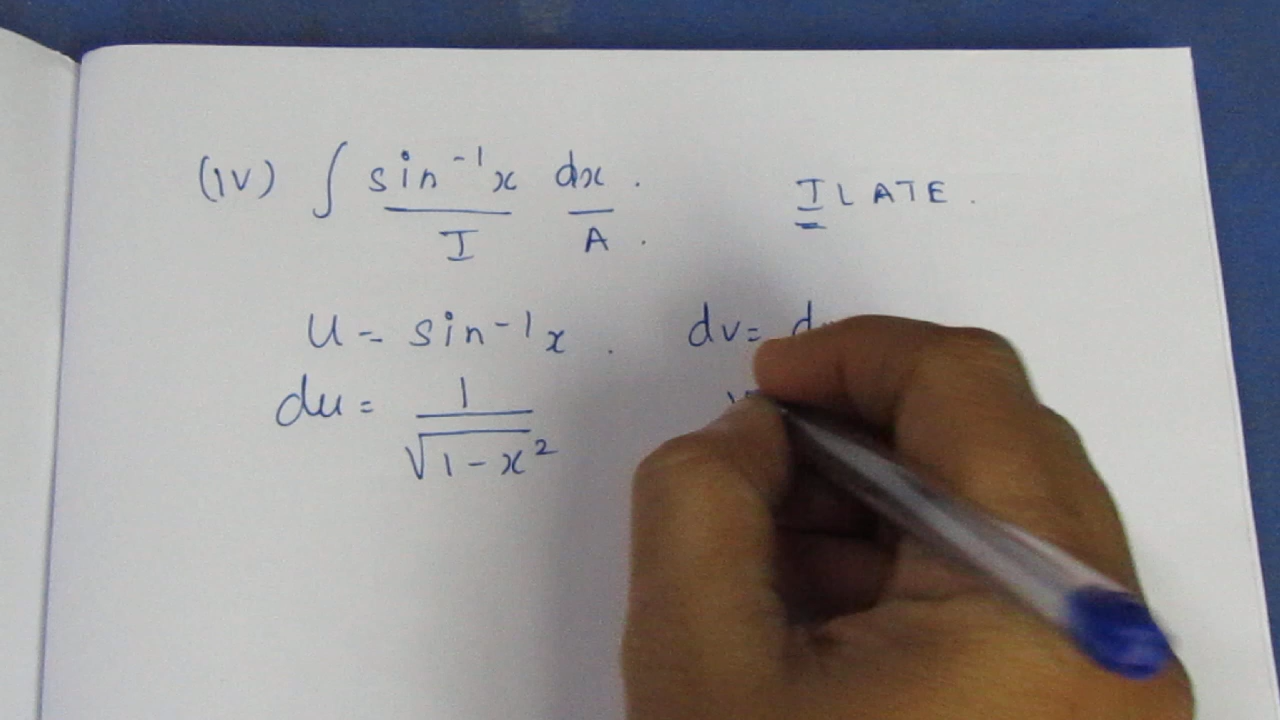 (IV) ∫ sin⁻¹x dx . ILATE .
I A .
u = sin⁻¹x . dv =
du = 1/√(1-x²)